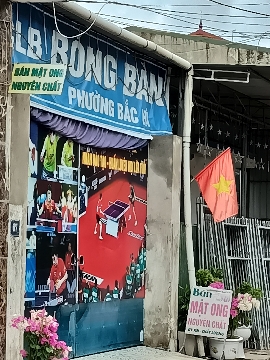 LB BÓNG BÀN
PHƯỜNG BẮC H
BÁN MẬT ONG
NGUYÊN CHẤT
Bán
MẬT ONG
NGUYÊN CHẤT